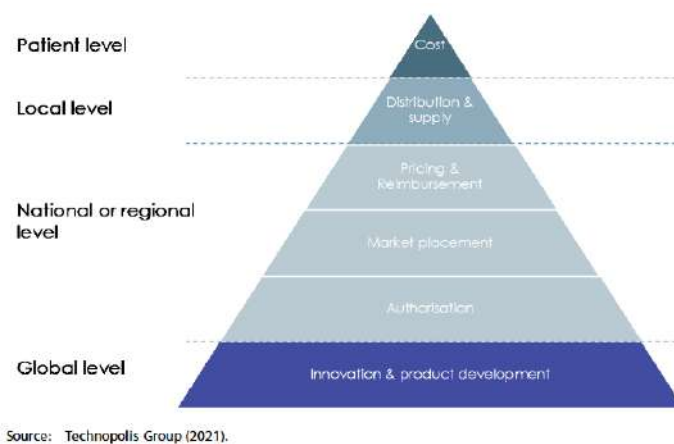 Patient level
Cost
Local level
Distribution &
supply
Pricing &
Reimbursement
National or regional
level
Market placement
Authorisation
Global level
Innovation & product development
Source: Technopolis Group (2021).